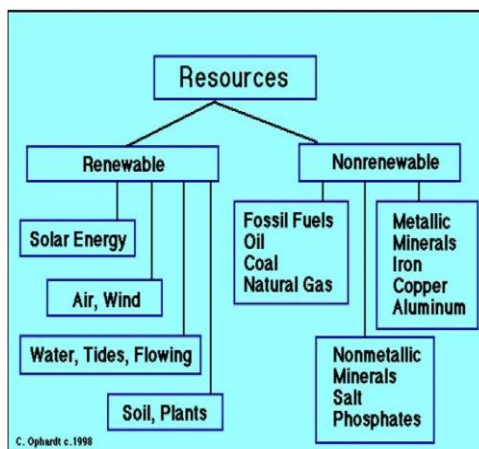 Resources
Renewable
Nonrenewable
Solar Energy
Air, Wind
Water, Tides, Flowing
Soil, Plants
Fossil Fuels
Oil
Coal
Natural Gas
Nonmetallic
Minerals
Salt
Phosphates
Metallic
Minerals
Iron
Copper
Aluminum
C. Ophardt c.1998